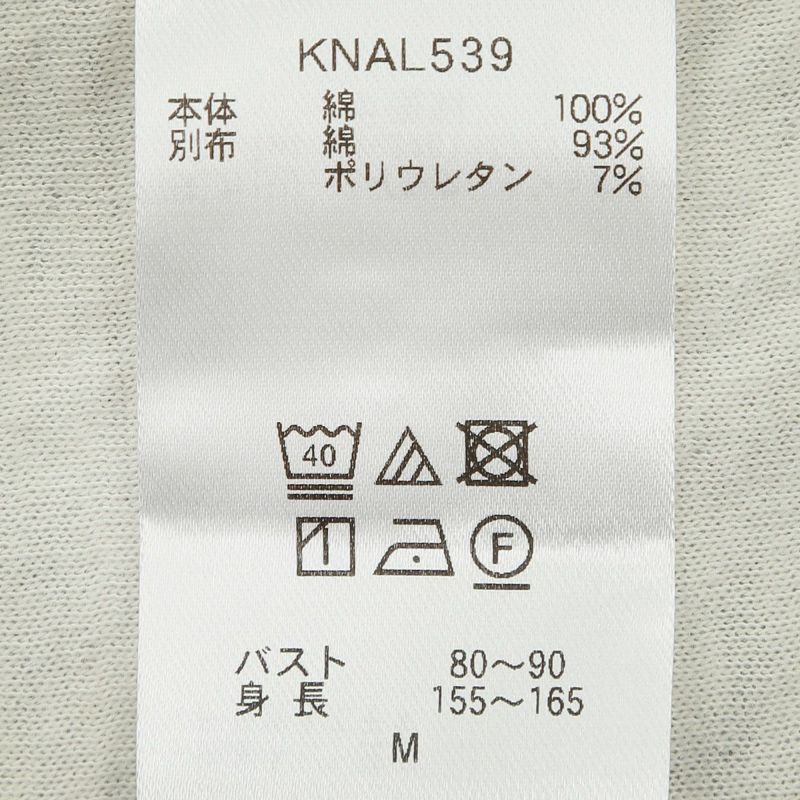 KNAL539
本体 綿 100%
別布 綿 93%
ポリウレタン 7%
40
F
バスト 80~90
身長 155~165
M